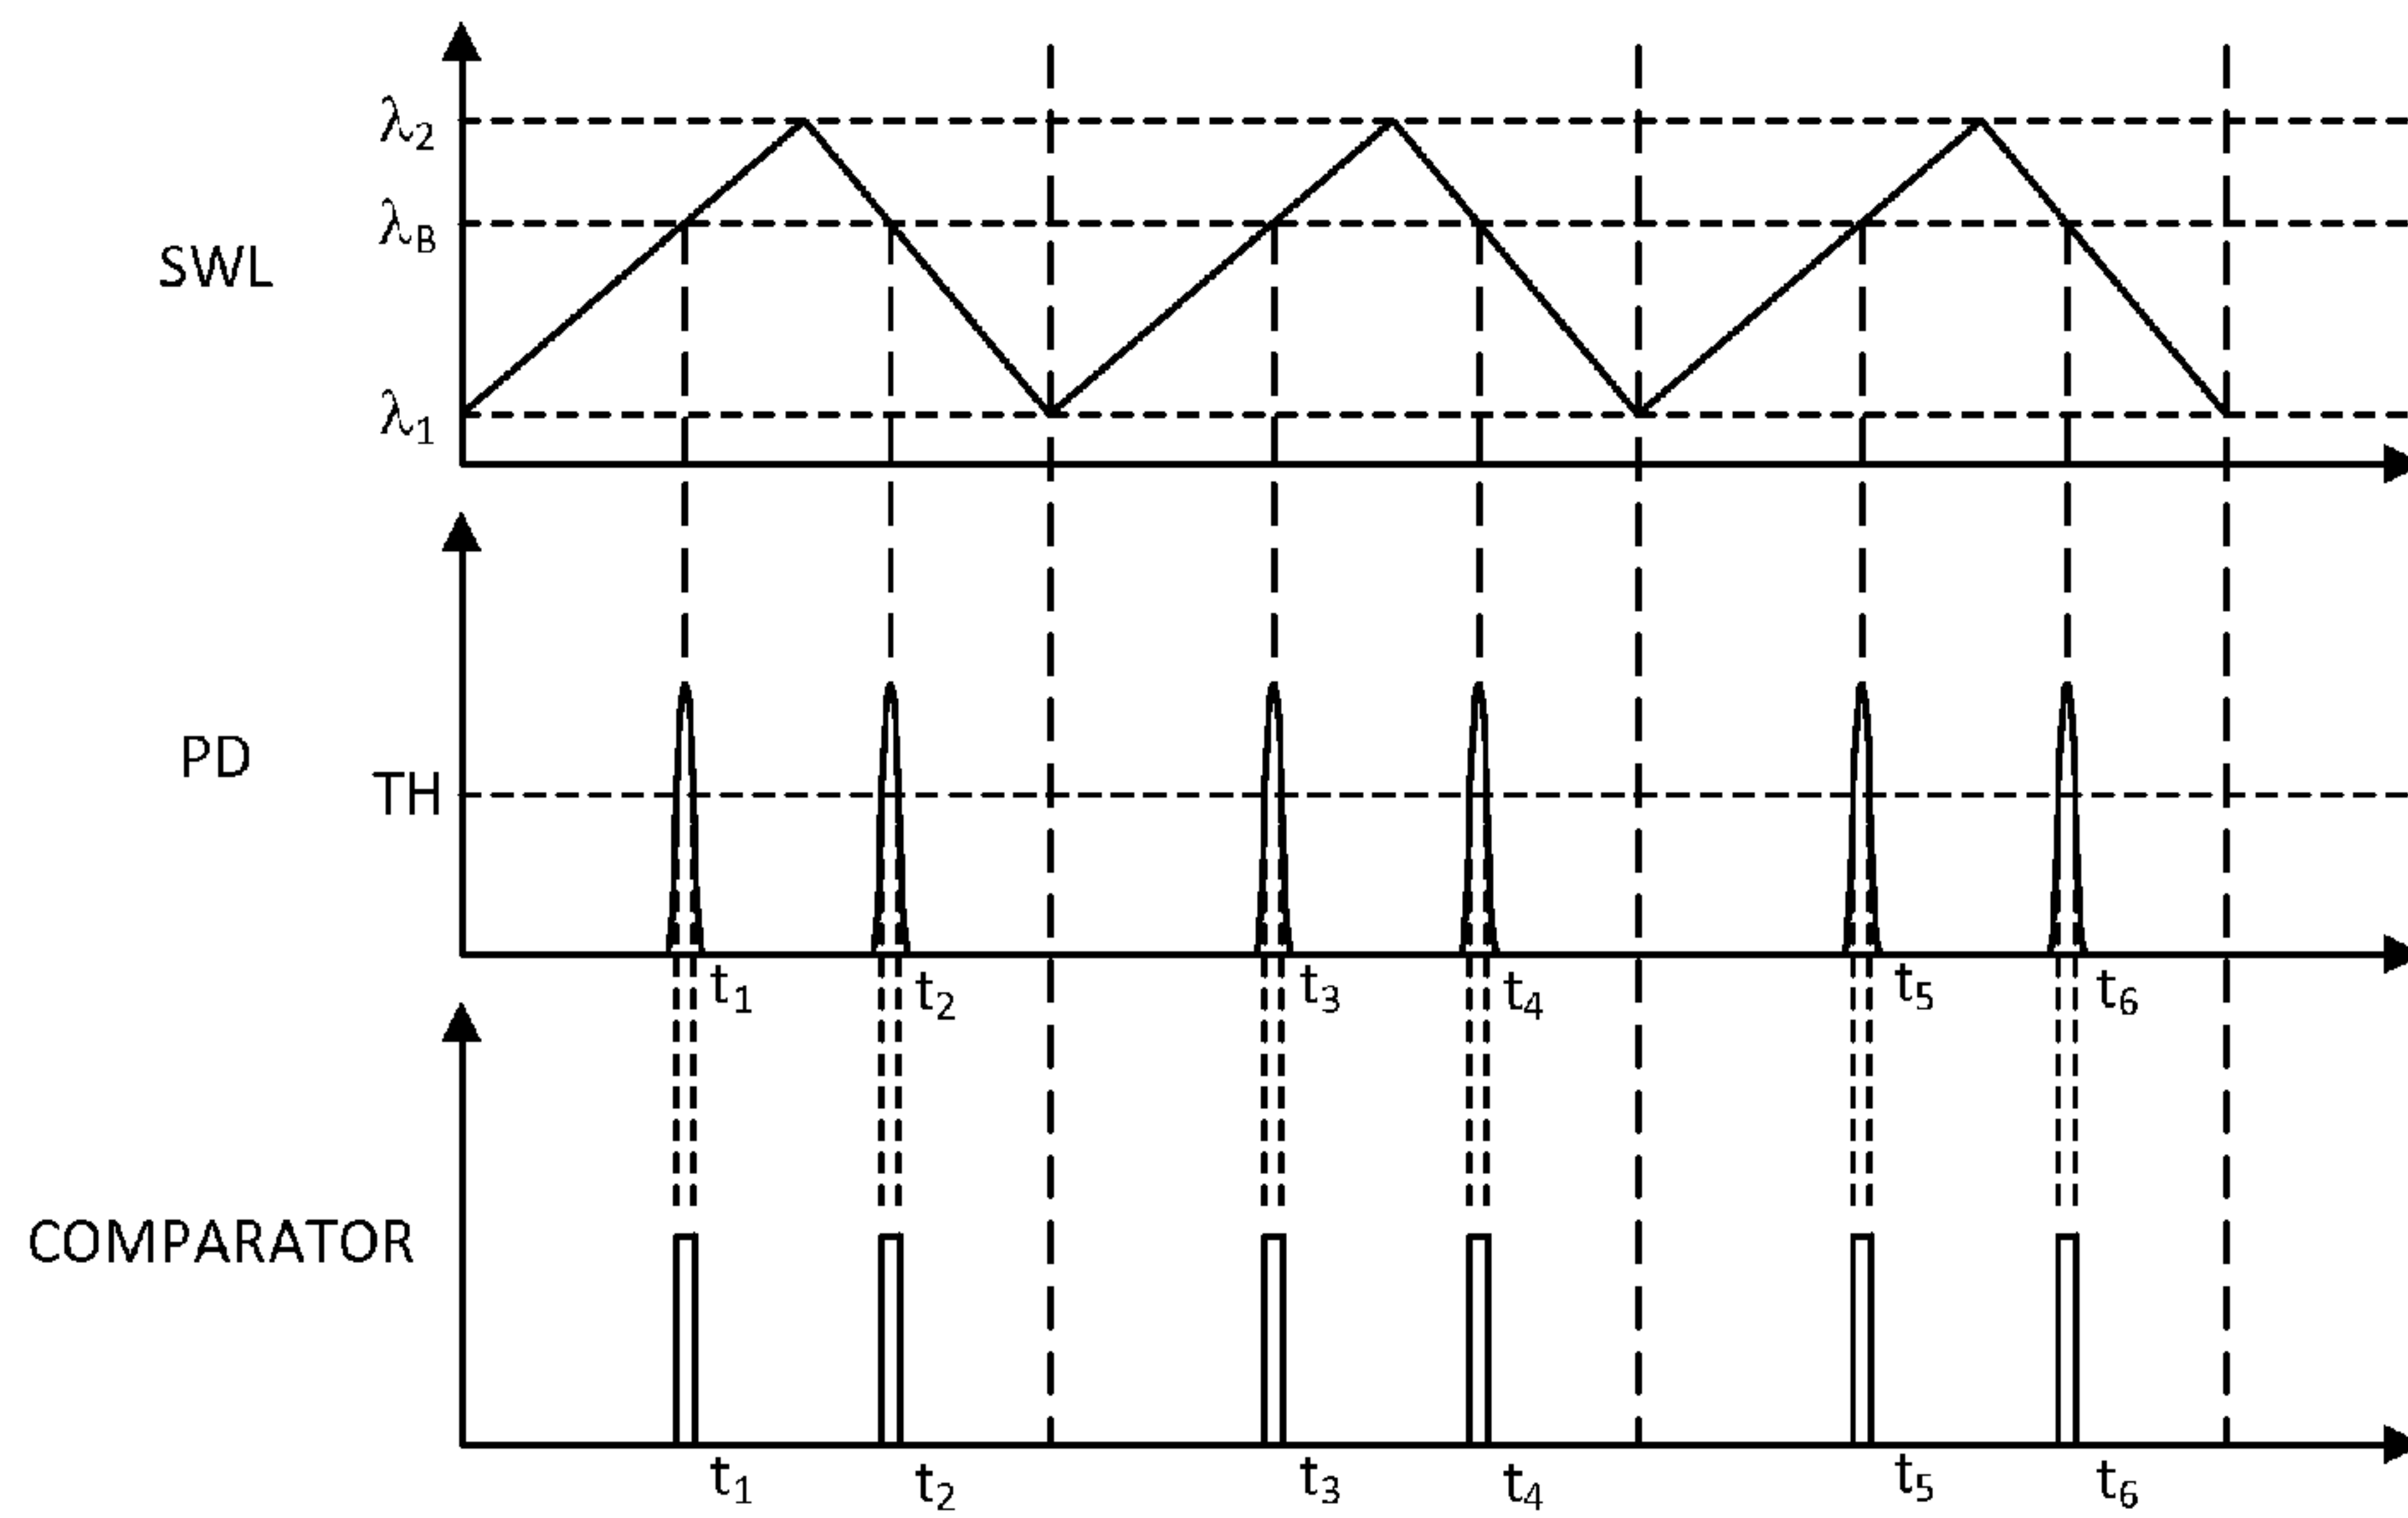 λ2
λB
SWL
λ1
PD
TH
t1 t2 t3 t4 t5 t6
COMPARATOR
t1 t2 t3 t4 t5 t6